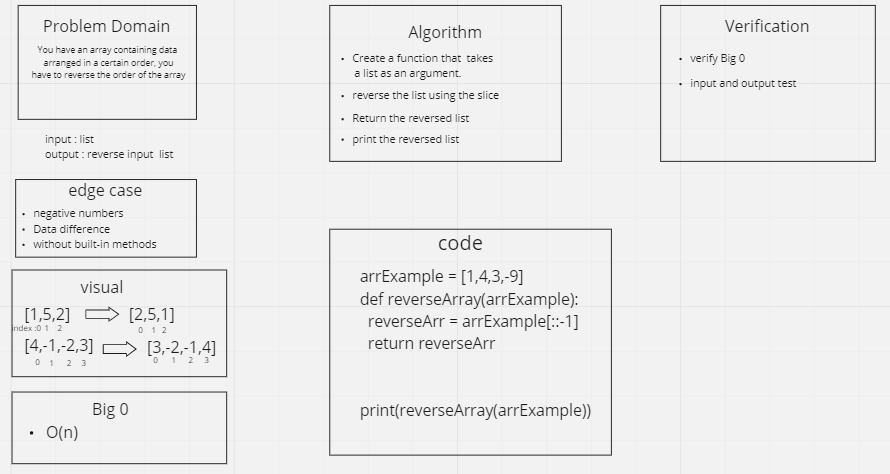 Problem Domain
You have an array containing data
arranged in a certain order, you
have to reverse the order of the array
input : list
output : reverse input list
edge case
• negative numbers
• Data difference
• without built-in methods
visual
[1,5,2] [2,5,1]
index :0 1 2 0 1 2
[4,-1,-2,3] [3,-2,-1,4]
0 1 2 3 0 1 2 3
Big 0
• O(n)
Algorithm
• Create a function that takes
a list as an argument.
• reverse the list using the slice
• Return the reversed list
• print the reversed list
code
arrExample = [1,4,3,-9]
def reverseArray(arrExample):
reverseArr = arrExample[::-1]
return reverseArr
print(reverseArray(arrExample))
Verification
• verify Big 0
• input and output test